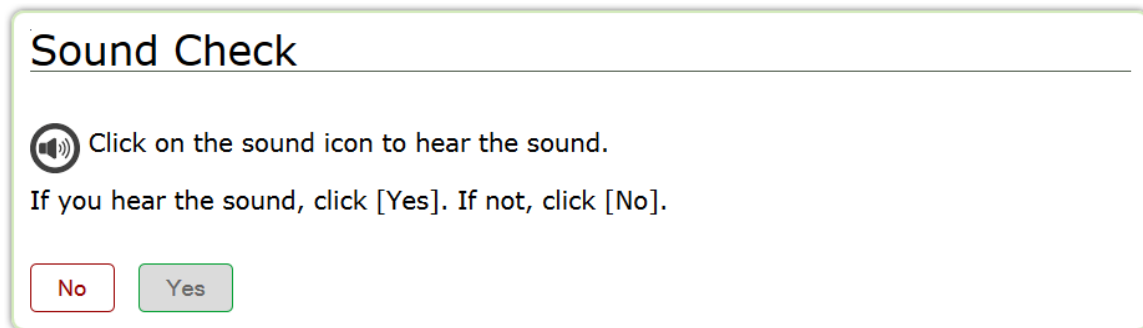 Sound Check
Click on the sound icon to hear the sound.
If you hear the sound, click [Yes]. If not, click [No].
No Yes